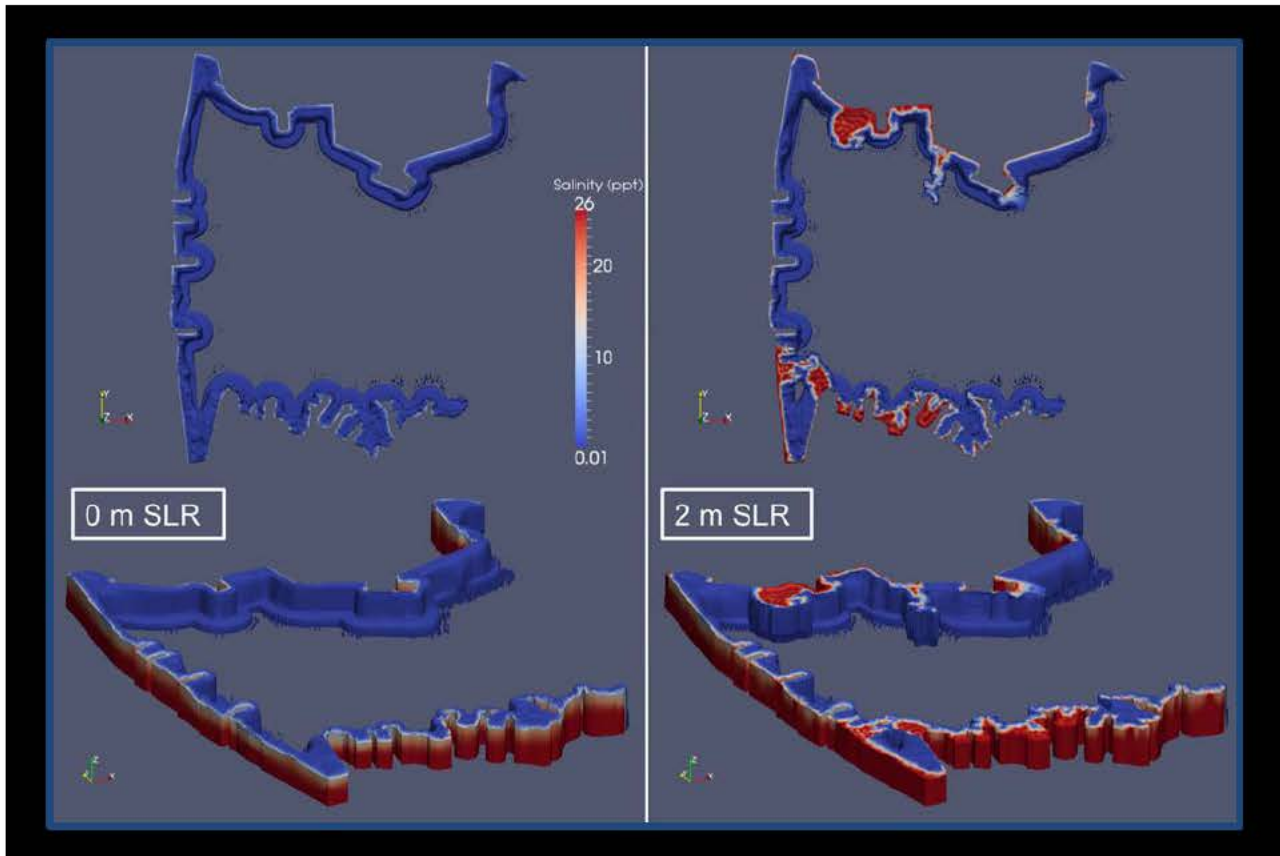 Salinity (ppt)
26
20
10
0.01
0 m SLR
2 m SLR
Y
Z X
Y
Z X
Z
Y X
Z
Y X